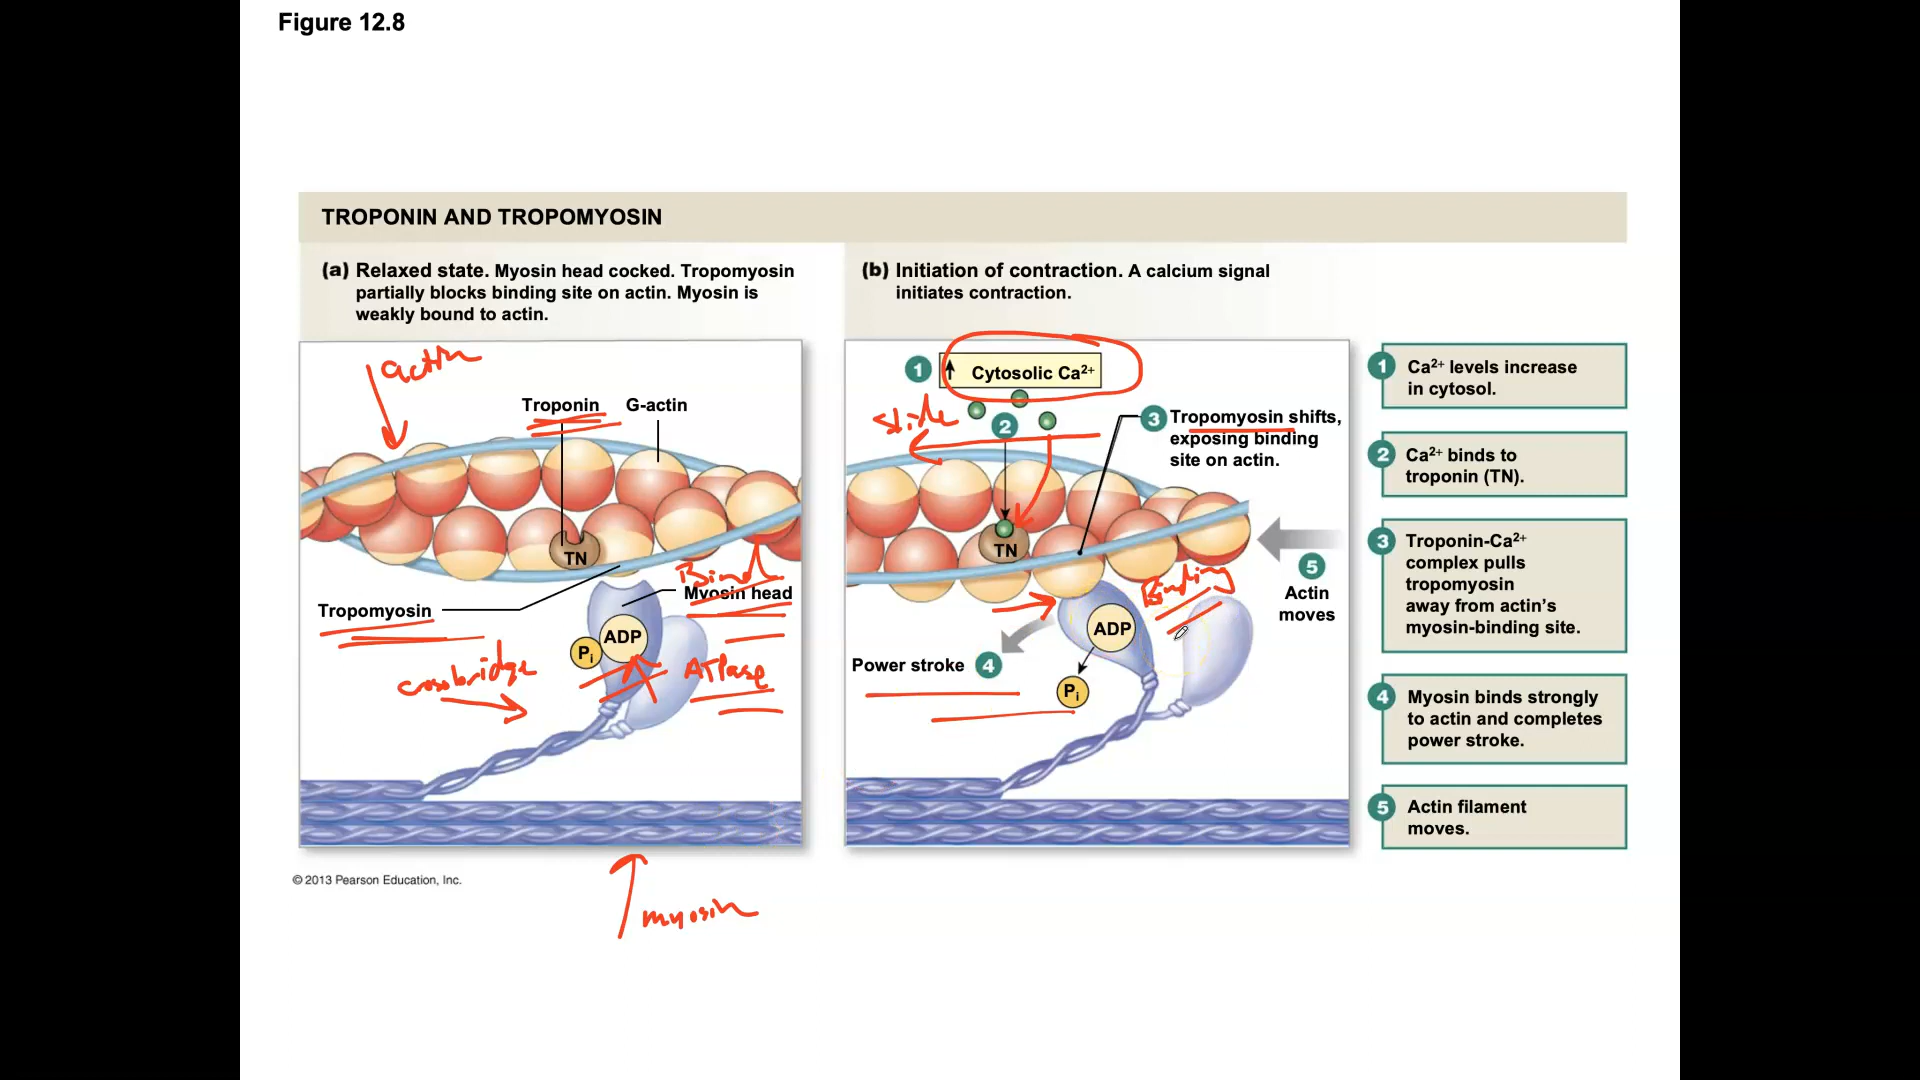 Figure 12.8
TROPONIN AND TROPOMYOSIN
(a) Relaxed state. Myosin head cocked. Tropomyosin
partially blocks binding site on actin. Myosin is
weakly bound to actin.
actin
Troponin
G-actin
TN
Bind
Myosin head
Tropomyosin
ADP
Pi
crossbridge
ATPase
myosin
(b) Initiation of contraction. A calcium signal
initiates contraction.
1
↑ Cytosolic Ca²⁺
slide
2
3 Tropomyosin shifts,
exposing binding
site on actin.
TN
5
Actin
moves
Binding
ADP
Power stroke 4
Pi
1 Ca²⁺ levels increase
in cytosol.
2 Ca²⁺ binds to
troponin (TN).
3 Troponin-Ca²⁺
complex pulls
tropomyosin
away from actin’s
myosin-binding site.
4 Myosin binds strongly
to actin and completes
power stroke.
5 Actin filament
moves.
© 2013 Pearson Education, Inc.